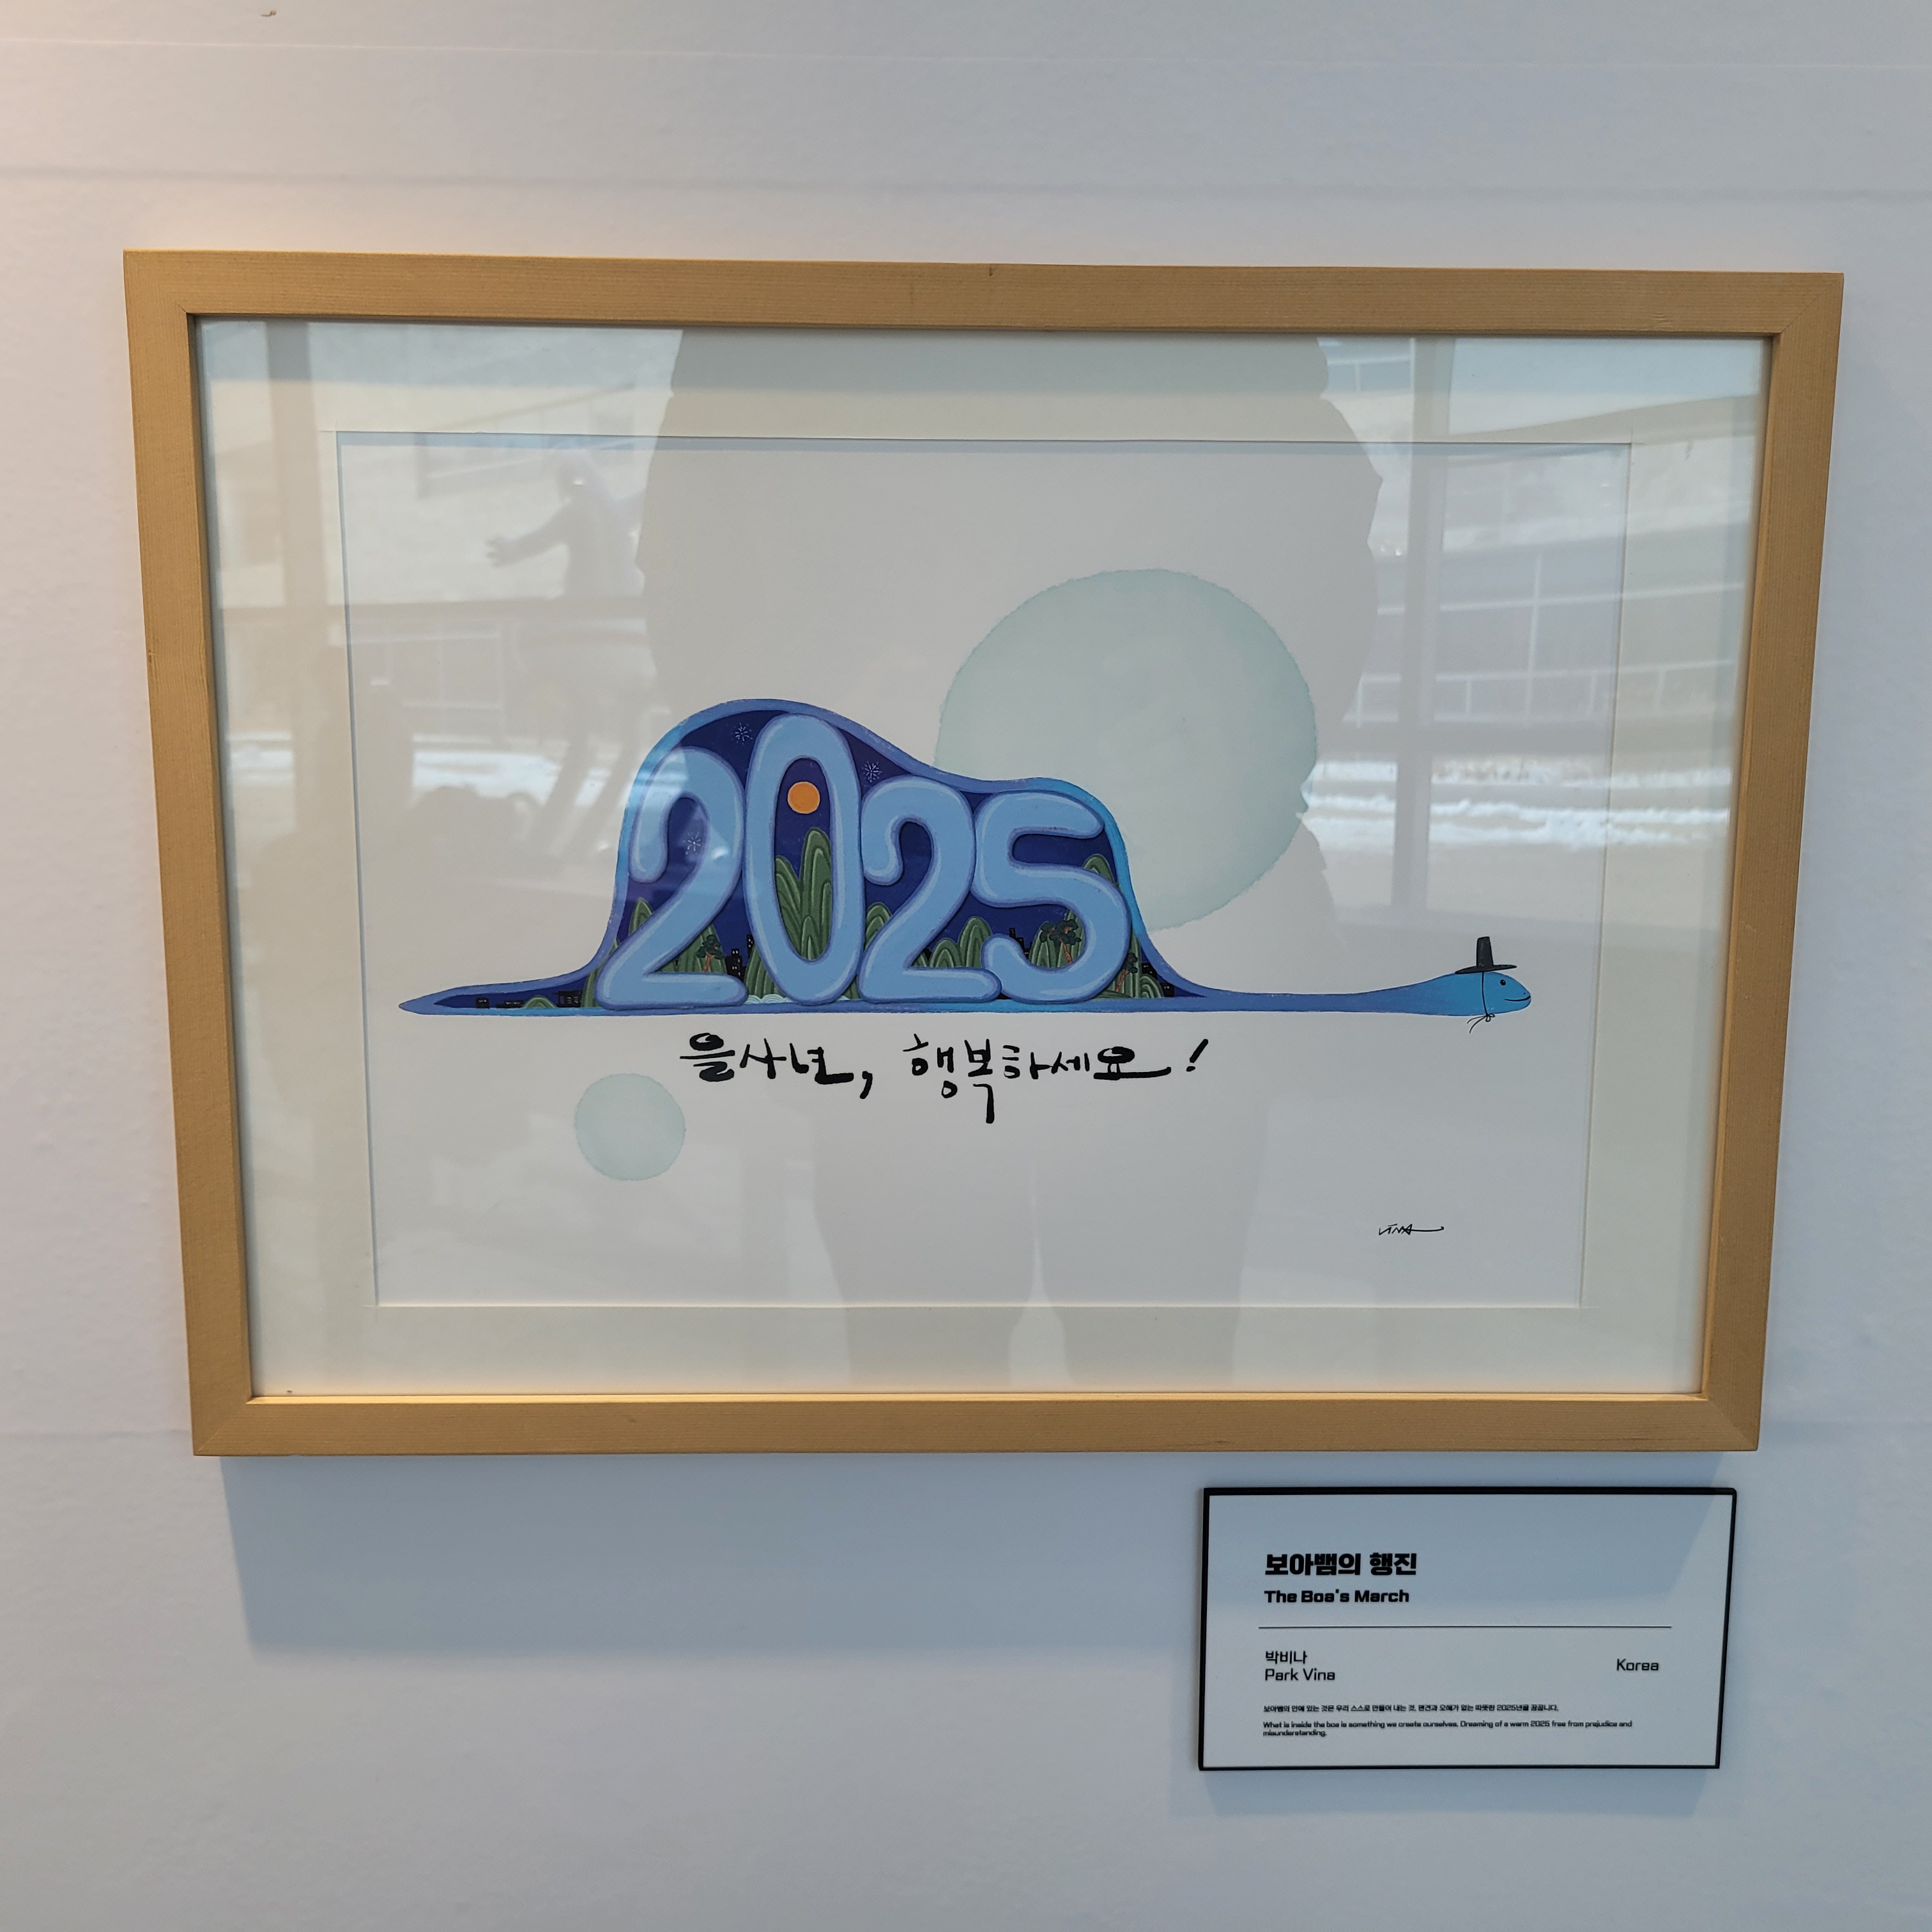 2025
을사년, 행복하세요!
VINA
보아뱀의 행진
The Boa's March
박비나
Park Vina
Korea
보아뱀의 안에 있는 것은 우리 스스로 만들어 내는 것. 편견과 오해가 없는 따뜻한 2025년을 꿈꿉니다.
What is inside the boa is something we create ourselves. Dreaming of a warm 2025 free from prejudice and
misunderstanding.